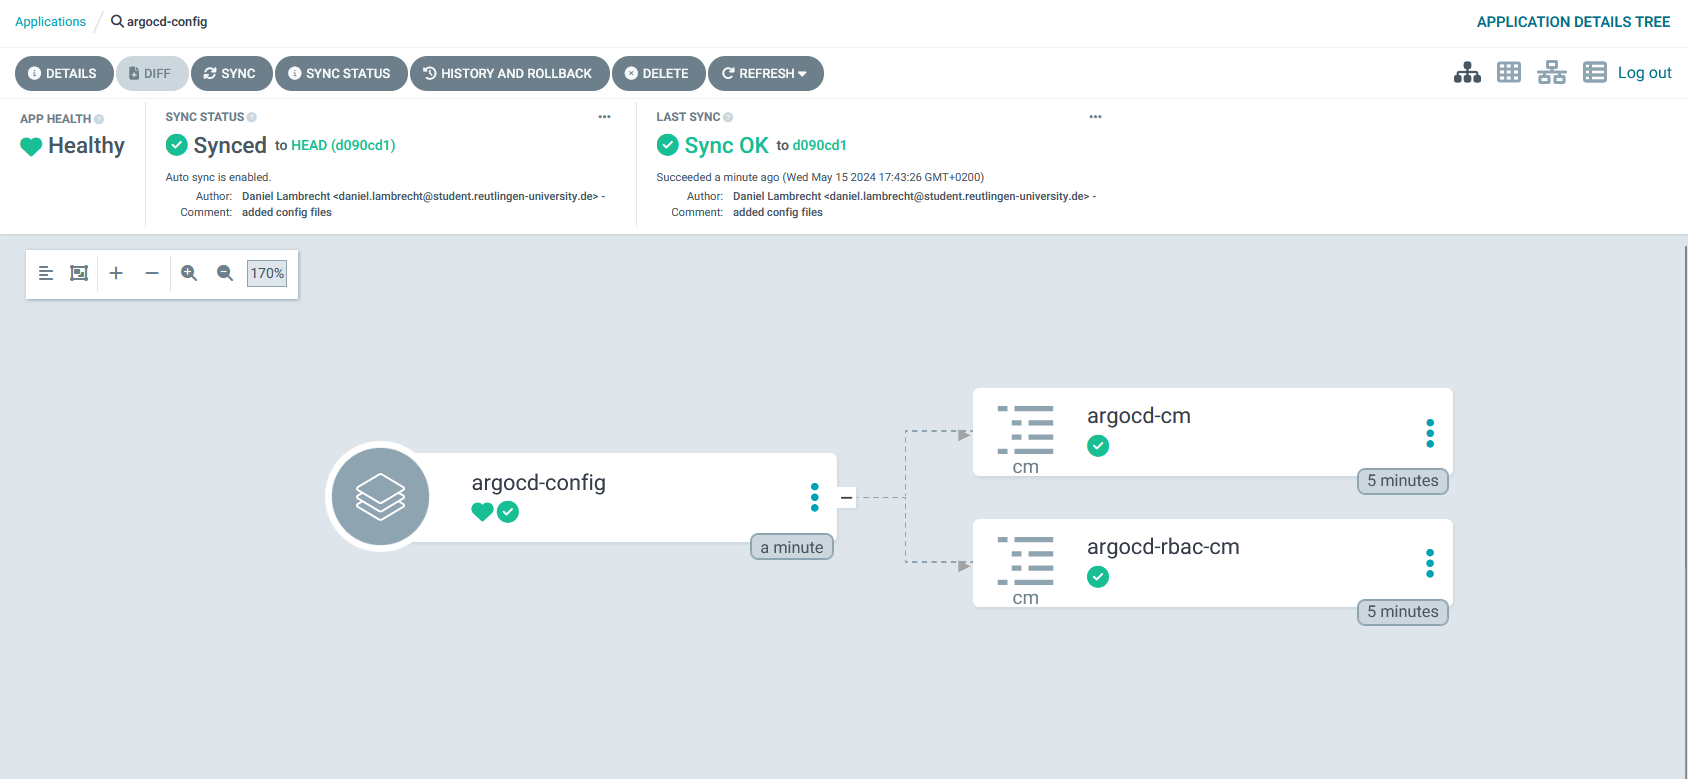 Applications / argocd-config
APPLICATION DETAILS TREE
DETAILS DIFF SYNC SYNC STATUS HISTORY AND ROLLBACK DELETE REFRESH
Log out
APP HEALTH
Healthy
SYNC STATUS
Synced to HEAD (d090cd1)
Auto sync is enabled.
Author: Daniel Lambrecht <daniel.lambrecht@student.reutlingen-university.de> -
Comment: added config files
LAST SYNC
Sync OK to d090cd1
Succeeded a minute ago (Wed May 15 2024 17:43:26 GMT+0200)
Author: Daniel Lambrecht <daniel.lambrecht@student.reutlingen-university.de> -
Comment: added config files
170%
argocd-config
a minute
argocd-cm
cm
5 minutes
argocd-rbac-cm
cm
5 minutes